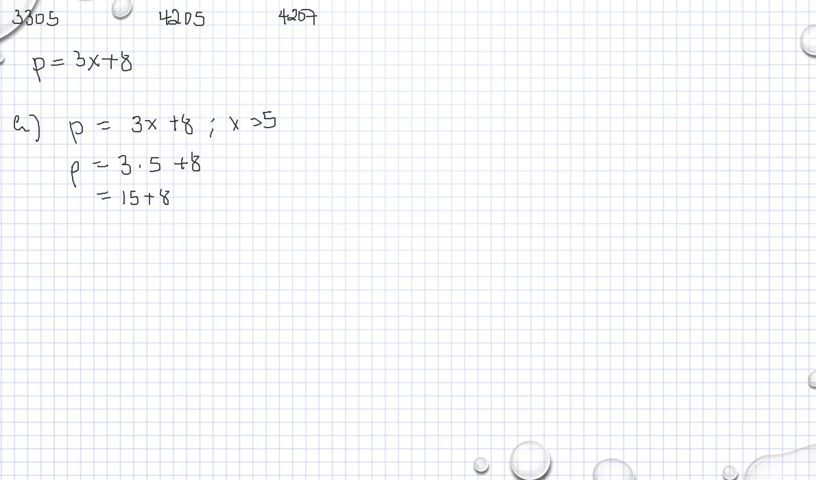 3305 4205 4207
p = 3x+8
a) p = 3x +8 ; x =5
p = 3 · 5 +8
= 15+8